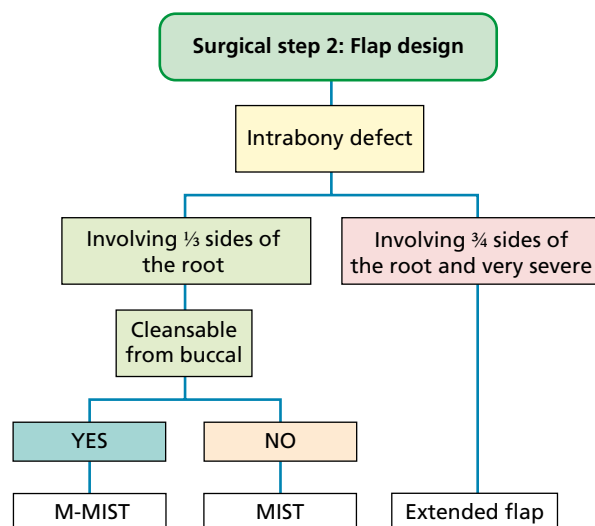 Surgical step 2: Flap design
Intrabony defect
Involving ⅓ sides of
the root
Involving ¾ sides of
the root and very severe
Cleansable
from buccal
YES
NO
M-MIST
MIST
Extended flap